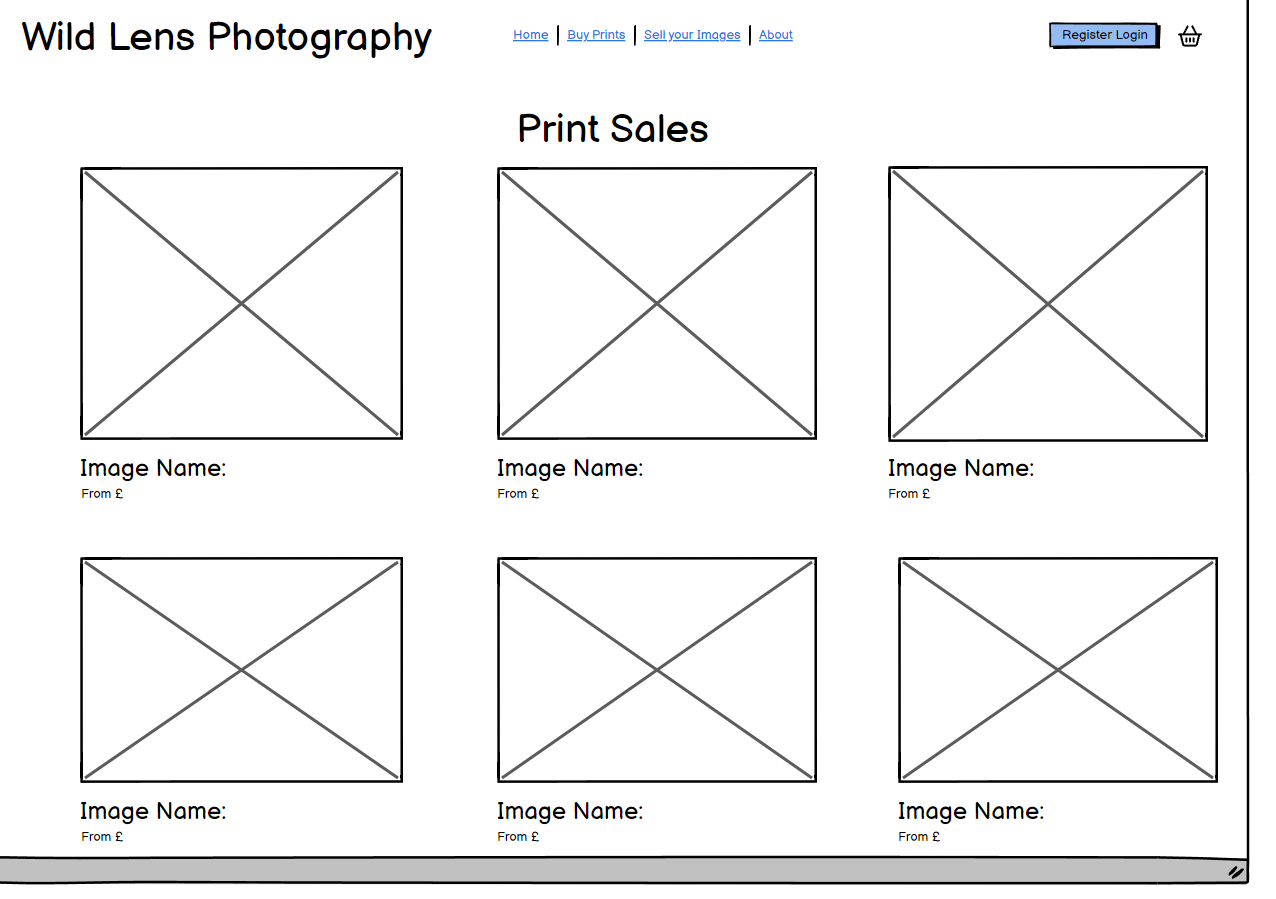 Wild Lens Photography
Home | Buy Prints | Sell your Images | About
Register Login
Print Sales
Image Name:
From £
Image Name:
From £
Image Name:
From £
Image Name:
From £
Image Name:
From £
Image Name:
From £